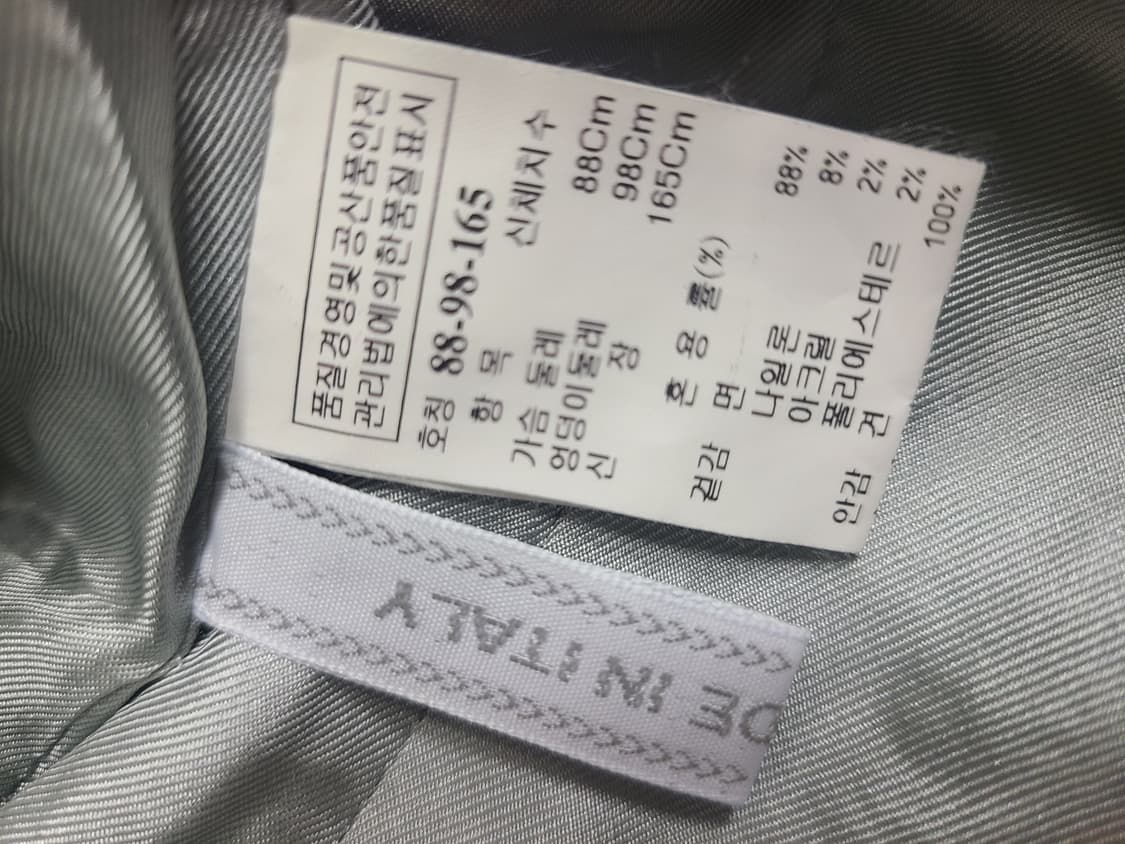 품질경영및 공산품안전
관리법에의한품질표시
호칭 88-98-165
항 목 신체치수
가슴 둘레 88Cm
엉덩이둘레 98Cm
신 장 165Cm
혼 용 률(%)
겉감 면 88%
나일론 8%
아크릴 2%
폴리에스테르 2%
안감 견 100%
DE IN ITALY